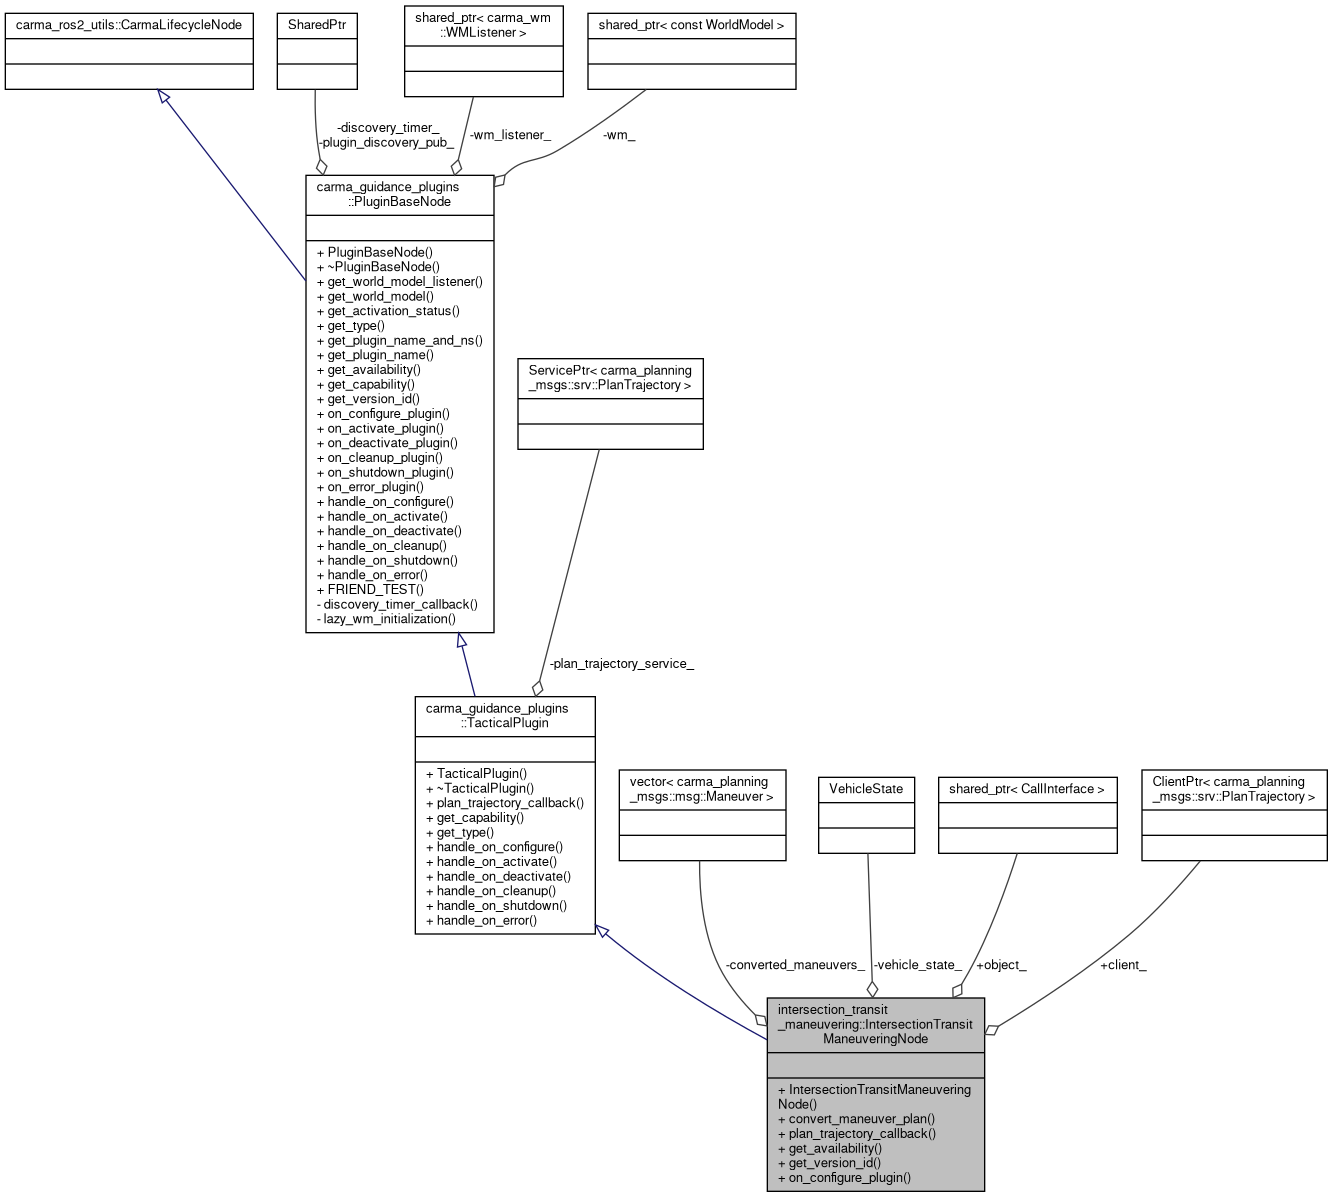 carma_ros2_utils::CarmaLifecycleNode
SharedPtr
shared_ptr< carma_wm
::WMListener >
shared_ptr< const WorldModel >
-discovery_timer_
-plugin_discovery_pub_
-wm_listener_
-wm_
carma_guidance_plugins
::PluginBaseNode
+ PluginBaseNode()
+ ~PluginBaseNode()
+ get_world_model_listener()
+ get_world_model()
+ get_activation_status()
+ get_type()
+ get_plugin_name_and_ns()
+ get_plugin_name()
+ get_availability()
+ get_capability()
+ get_version_id()
+ on_configure_plugin()
+ on_activate_plugin()
+ on_deactivate_plugin()
+ on_cleanup_plugin()
+ on_shutdown_plugin()
+ on_error_plugin()
+ handle_on_configure()
+ handle_on_activate()
+ handle_on_deactivate()
+ handle_on_cleanup()
+ handle_on_shutdown()
+ handle_on_error()
+ FRIEND_TEST()
- discovery_timer_callback()
- lazy_wm_initialization()
ServicePtr< carma_planning
_msgs::srv::PlanTrajectory >
-plan_trajectory_service_
carma_guidance_plugins
::TacticalPlugin
+ TacticalPlugin()
+ ~TacticalPlugin()
+ plan_trajectory_callback()
+ get_capability()
+ get_type()
+ handle_on_configure()
+ handle_on_activate()
+ handle_on_deactivate()
+ handle_on_cleanup()
+ handle_on_shutdown()
+ handle_on_error()
vector< carma_planning
_msgs::msg::Maneuver >
VehicleState
shared_ptr< CallInterface >
ClientPtr< carma_planning
_msgs::srv::PlanTrajectory >
-converted_maneuvers_
-vehicle_state_
+object_
+client_
intersection_transit
_maneuvering::IntersectionTransit
ManeuveringNode
+ IntersectionTransitManeuvering
Node()
+ convert_maneuver_plan()
+ plan_trajectory_callback()
+ get_availability()
+ get_version_id()
+ on_configure_plugin()